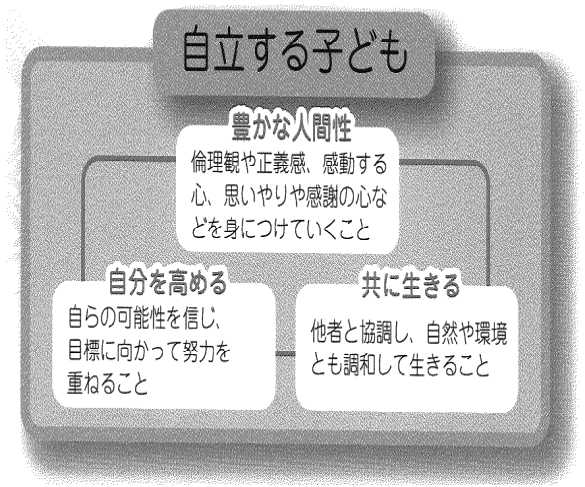 自立する子ども
豊かな人間性
倫理観や正義感、感動する
心、思いやりや感謝の心な
どを身につけていくこと
自分を高める
自らの可能性を信じ、
目標に向かって努力を
重ねること
共に生きる
他者と協調し、自然や環境
とも調和して生きること